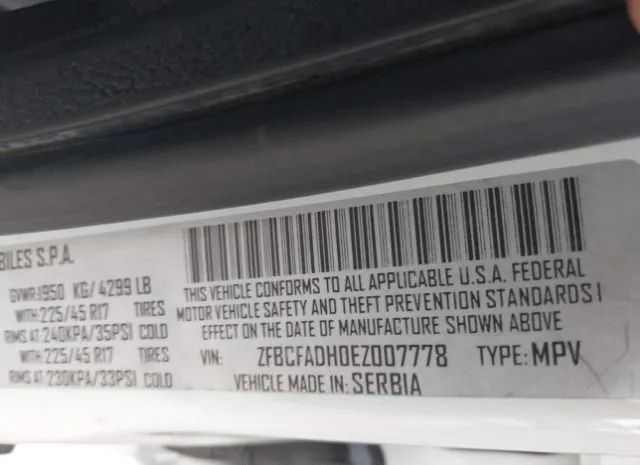 BILES S.P.A.
GVWR:1950 KG/ 4299 LB
WITH: 225/45 R17 TIRES
RIMS AT: 240KPA/35PSI COLD
WITH: 225/45 R17 TIRES
RIMS AT: 230KPA/33PSI COLD
THIS VEHICLE CONFORMS TO ALL APPLICABLE U.S.A. FEDERAL
MOTOR VEHICLE SAFETY AND THEFT PREVENTION STANDARDS I
EFFECT ON THE DATE OF MANUFACTURE SHOWN ABOVE
VIN: ZFBCFADH0EZ007778 TYPE: MPV
VEHICLE MADE IN: SERBIA